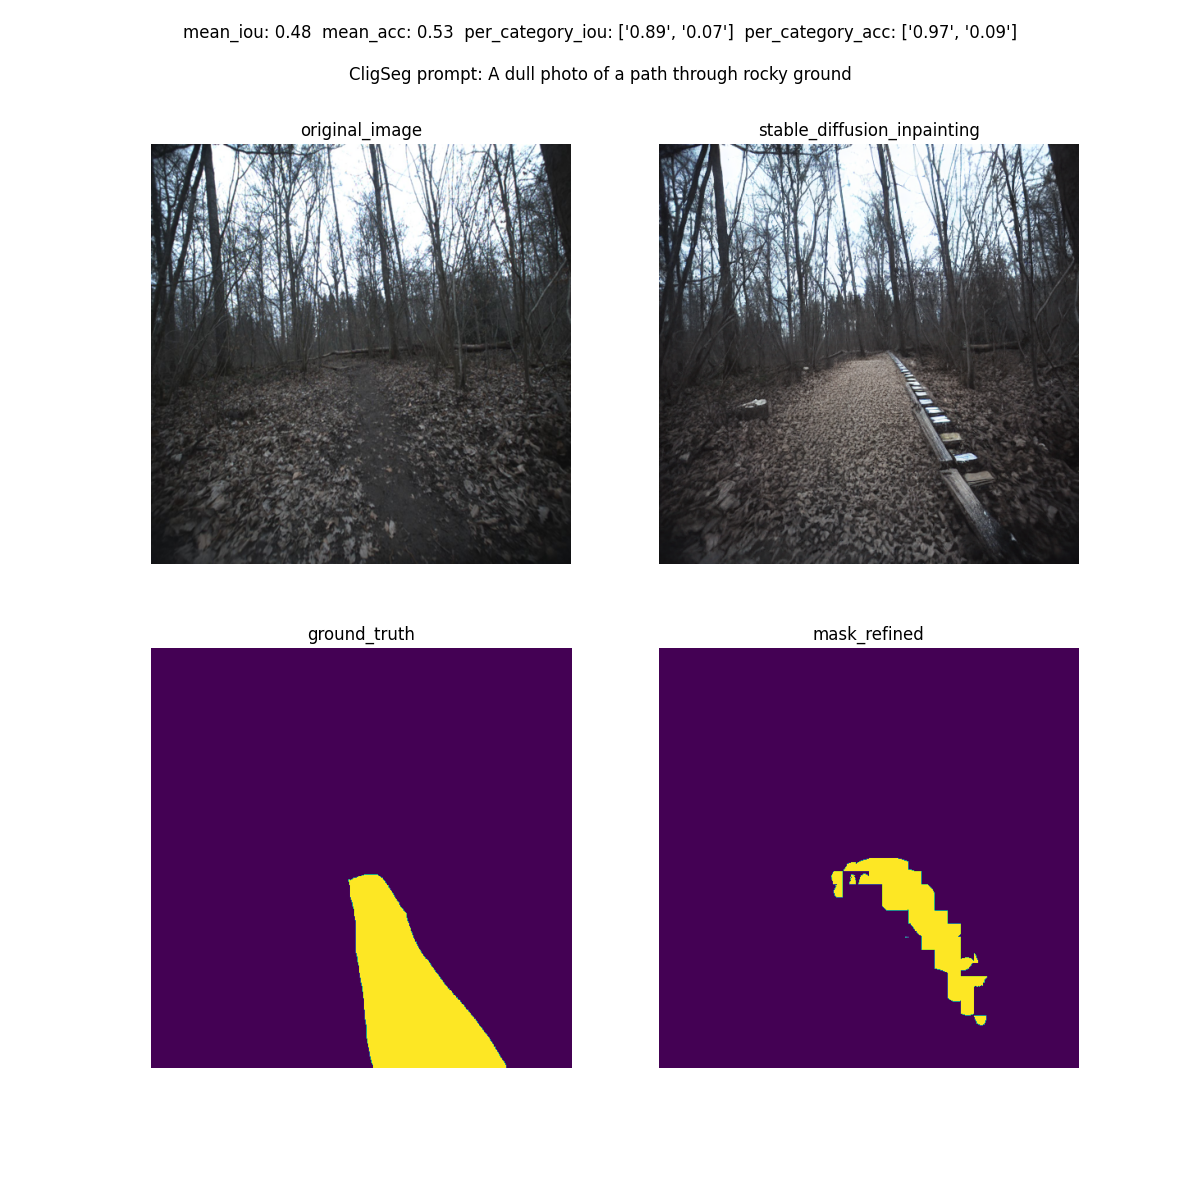 mean_iou: 0.48  mean_acc: 0.53  per_category_iou: ['0.89', '0.07']  per_category_acc: ['0.97', '0.09']
CligSeg prompt: A dull photo of a path through rocky ground
original_image
stable_diffusion_inpainting
ground_truth
mask_refined